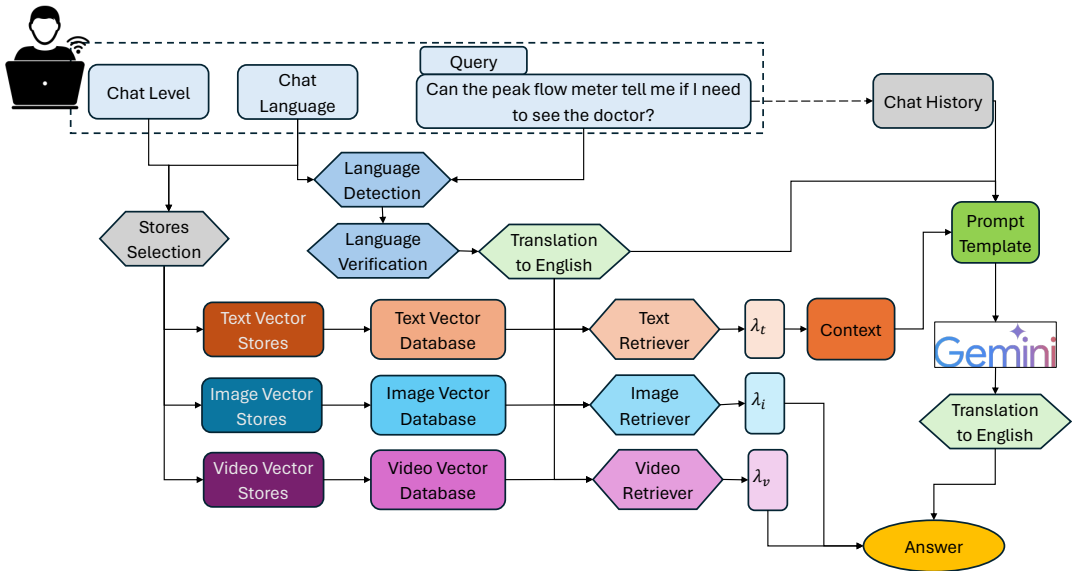 Query
Chat Level
Chat
Language
Can the peak flow meter tell me if I need
to see the doctor?
Chat History
Language
Detection
Stores
Selection
Language
Verification
Translation
to English
Prompt
Template
Text Vector
Stores
Text Vector
Database
Text
Retriever
λt
Context
Gemini
Image Vector
Stores
Image Vector
Database
Image
Retriever
λi
Translation
to English
Video Vector
Stores
Video Vector
Database
Video
Retriever
λv
Answer